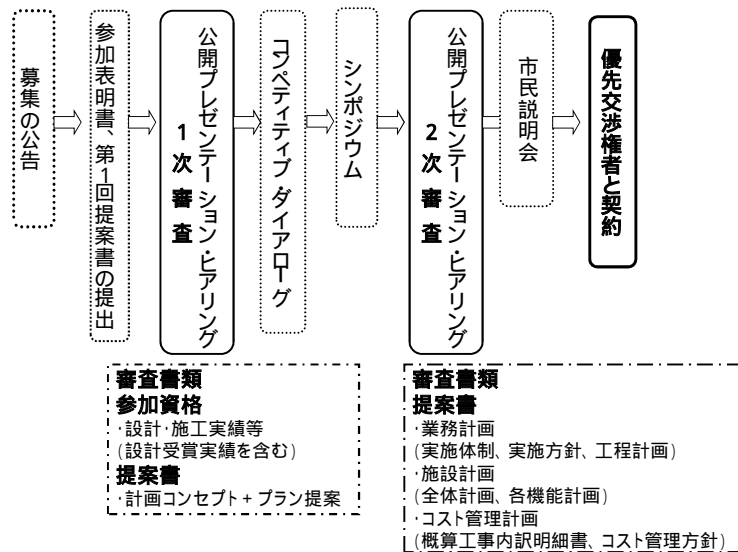 募集の公告
参加表明書、第1回提案書の提出
公開プレゼンテーション・ヒアリング
1次審査
コンペティティブ・ダイアローグ
シンポジウム
公開プレゼンテーション・ヒアリング
2次審査
市民説明会
優先交渉権者と契約
審査書類
参加資格
・設計・施工実績等
(設計受賞実績を含む)
提案書
・計画コンセプト+プラン提案
審査書類
提案書
・業務計画
(実施体制、実施方針、工程計画)
・施設計画
(全体計画、各機能計画)
・コスト管理計画
(概算工事内訳明細書、コスト管理方針)